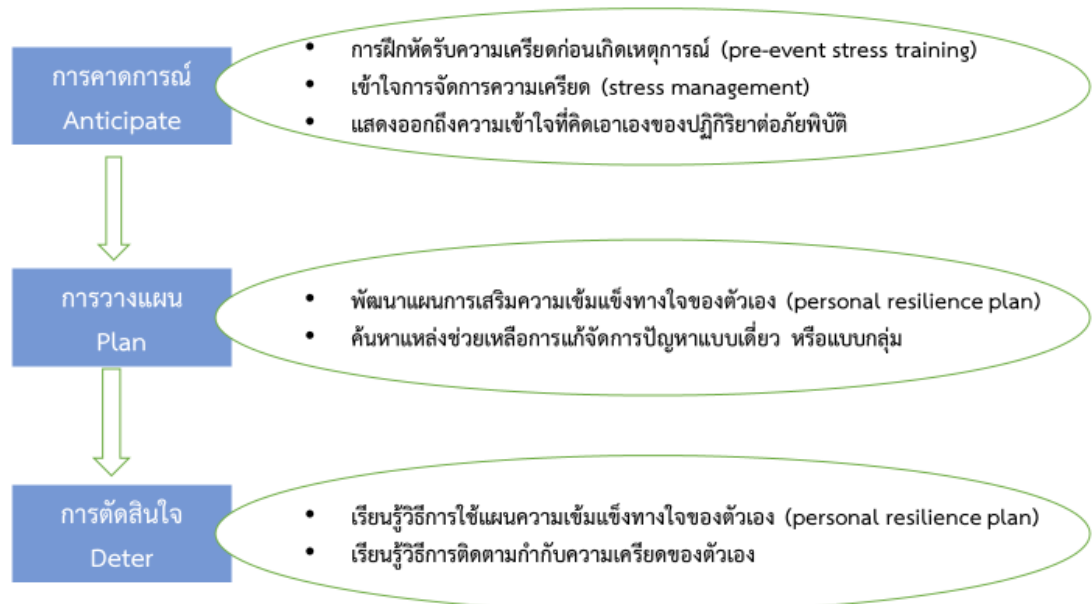 การคาดการณ์
Anticipate
• การฝึกหัดรับความเครียดก่อนเกิดเหตุการณ์ (pre-event stress training)
• เข้าใจการจัดการความเครียด (stress management)
• แสดงออกถึงความเข้าใจที่คิดเอาเองของปฏิกิริยาต่อภัยพิบัติ
การวางแผน
Plan
• พัฒนาแผนการเสริมความเข้มแข็งทางใจของตัวเอง (personal resilience plan)
• ค้นหาแหล่งช่วยเหลือการแก้จัดการปัญหาแบบเดี่ยว หรือแบบกลุ่ม
การตัดสินใจ
Deter
• เรียนรู้วิธีการใช้แผนความเข้มแข็งทางใจของตัวเอง (personal resilience plan)
• เรียนรู้วิธีการติดตามกำกับความเครียดของตัวเอง